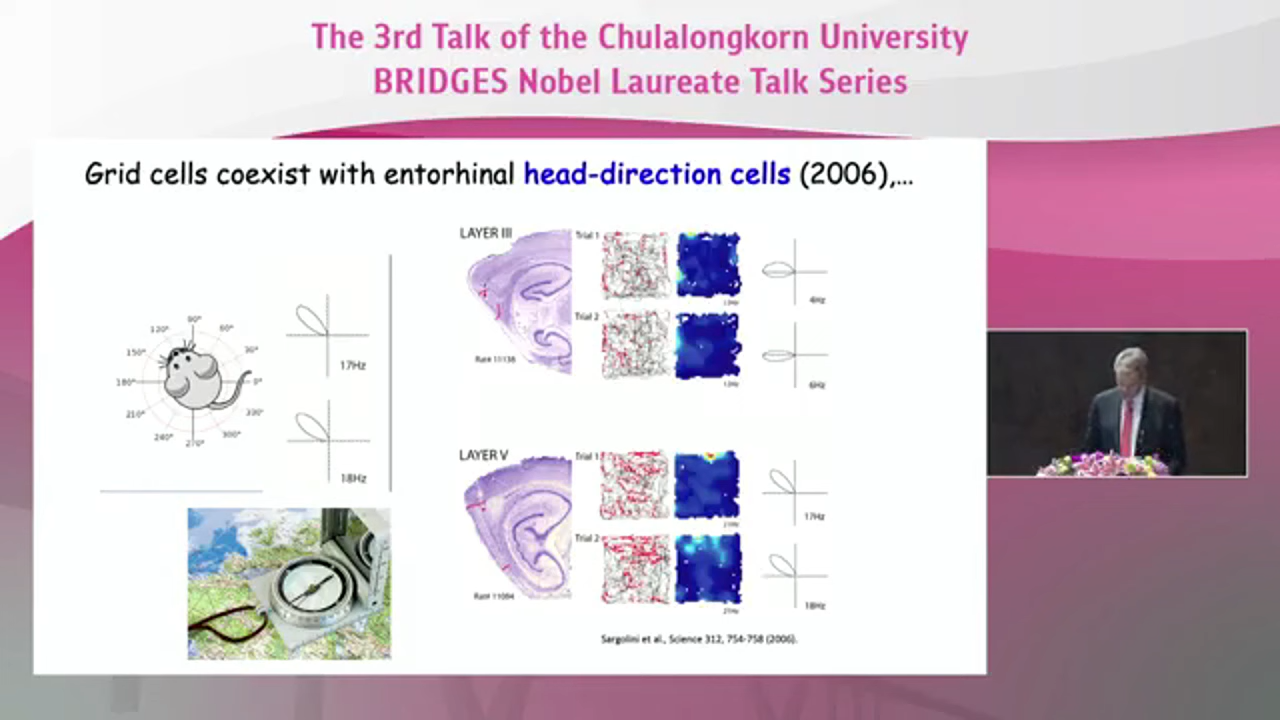 The 3rd Talk of the Chulalongkorn University
BRIDGES Nobel Laureate Talk Series
Grid cells coexist with entorhinal head-direction cells (2006),...
90°
120°
60°
150°
30°
180°
0°
210°
330°
240°
270°
300°
17Hz
18Hz
LAYER III
Trial 1
4Hz
Trial 2
Rat# 11138
6Hz
LAYER V
Trial 1
17Hz
Trial 2
Rat# 11084
21Hz
18Hz
Sargolini et al., Science 312, 754-758 (2006).